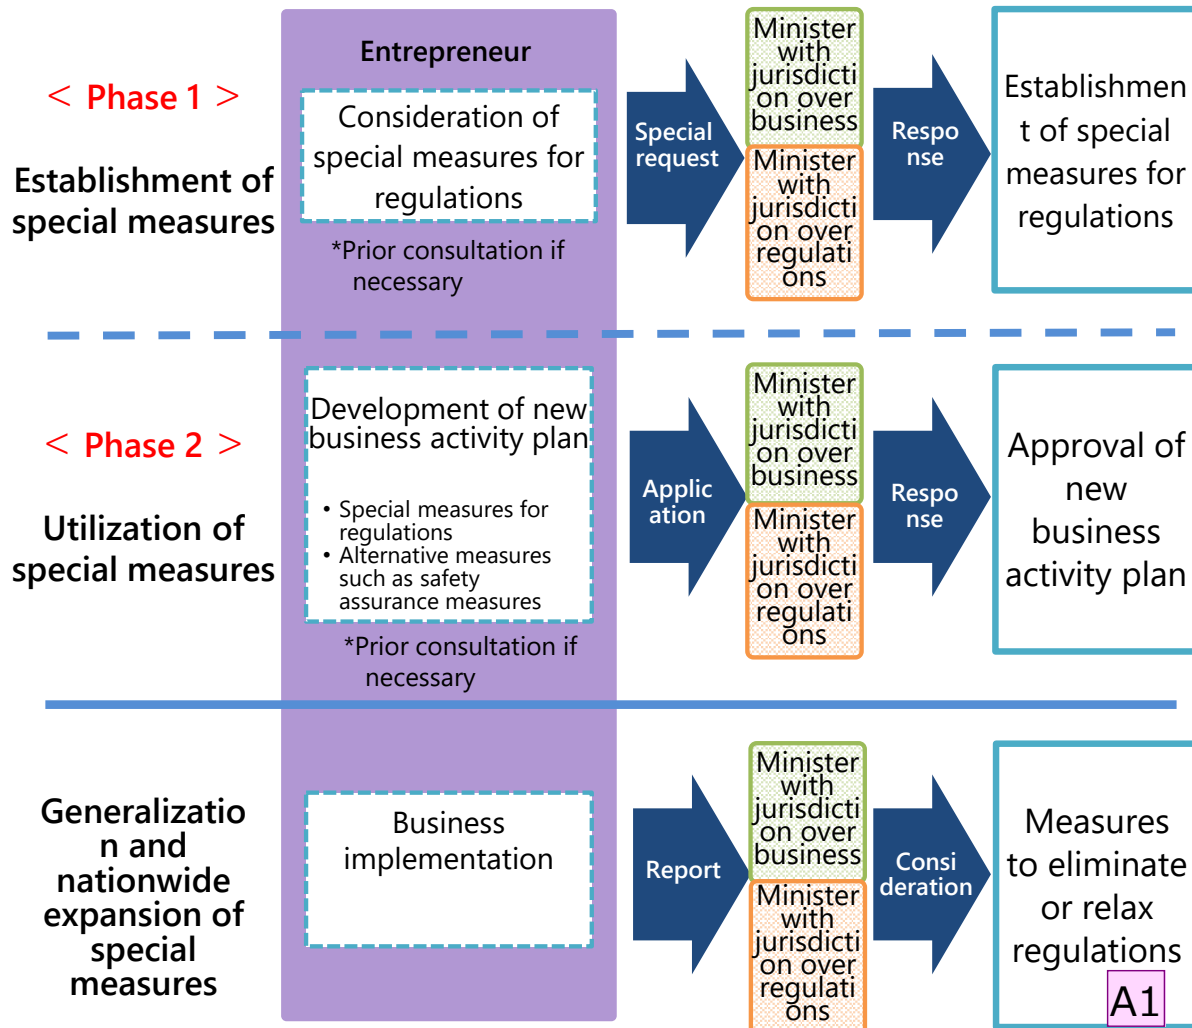 < Phase 1 >
Establishment of
special measures
Entrepreneur
Consideration of
special measures for
regulations
*Prior consultation if
necessary
Special
request
Minister
with
jurisdicti
on over
business
Minister
with
jurisdicti
on over
regulati
ons
Respo
nse
Establishmen
t of special
measures for
regulations
< Phase 2 >
Utilization of
special measures
Development of new
business activity plan
• Special measures for
regulations
• Alternative measures
such as safety
assurance measures
*Prior consultation if
necessary
Applic
ation
Minister
with
jurisdicti
on over
business
Minister
with
jurisdicti
on over
regulati
ons
Respo
nse
Approval of
new
business
activity plan
Generalizatio
n and
nationwide
expansion of
special
measures
Business
implementation
Report
Minister
with
jurisdicti
on over
business
Minister
with
jurisdicti
on over
regulati
ons
Consi
deration
Measures
to eliminate
or relax
regulations
A1